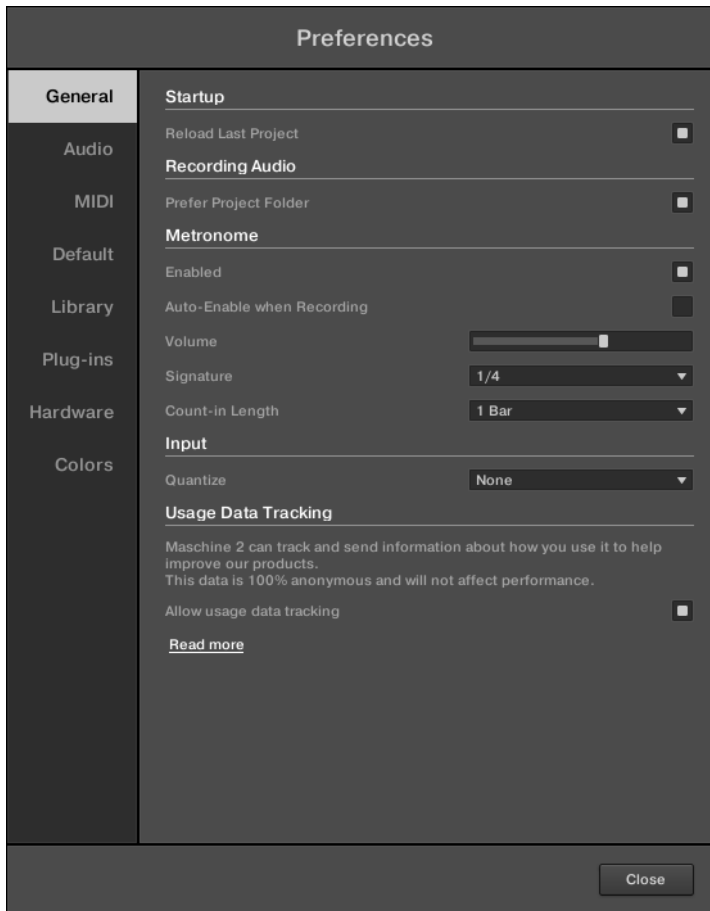 Preferences
General
Audio
MIDI
Default
Library
Plug-ins
Hardware
Colors
Startup
Reload Last Project
Recording Audio
Prefer Project Folder
Metronome
Enabled
Auto-Enable when Recording
Volume
Signature 1/4
Count-in Length 1 Bar
Input
Quantize None
Usage Data Tracking
Maschine 2 can track and send information about how you use it to help
improve our products.
This data is 100% anonymous and will not affect performance.
Allow usage data tracking
Read more
Close